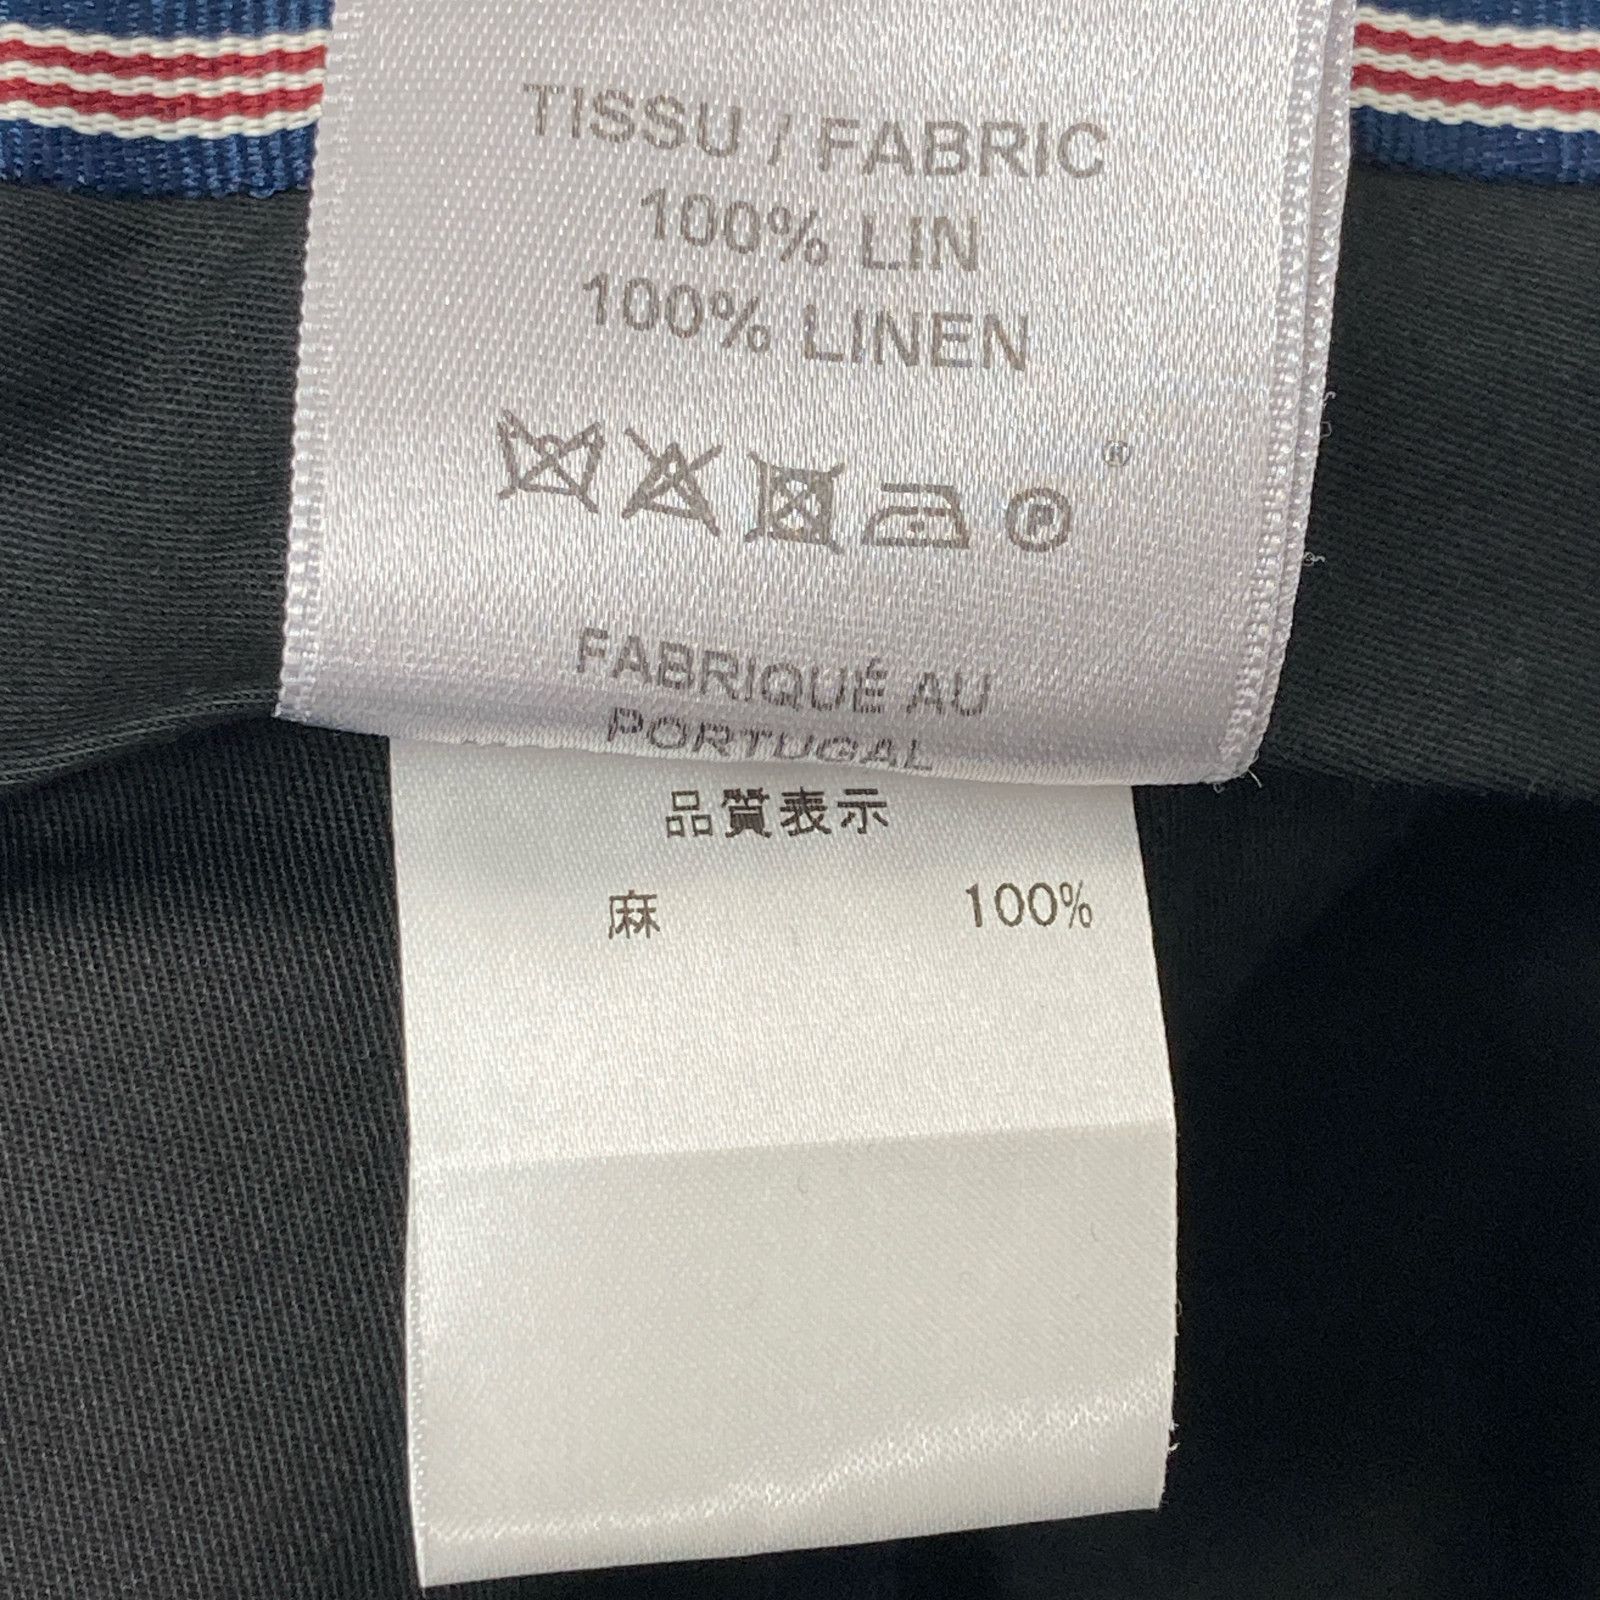 TISSU / FABRIC
100% LIN
100% LINEN
®
P
FABRIQUÉ AU
PORTUGAL
品質表示
麻 100%